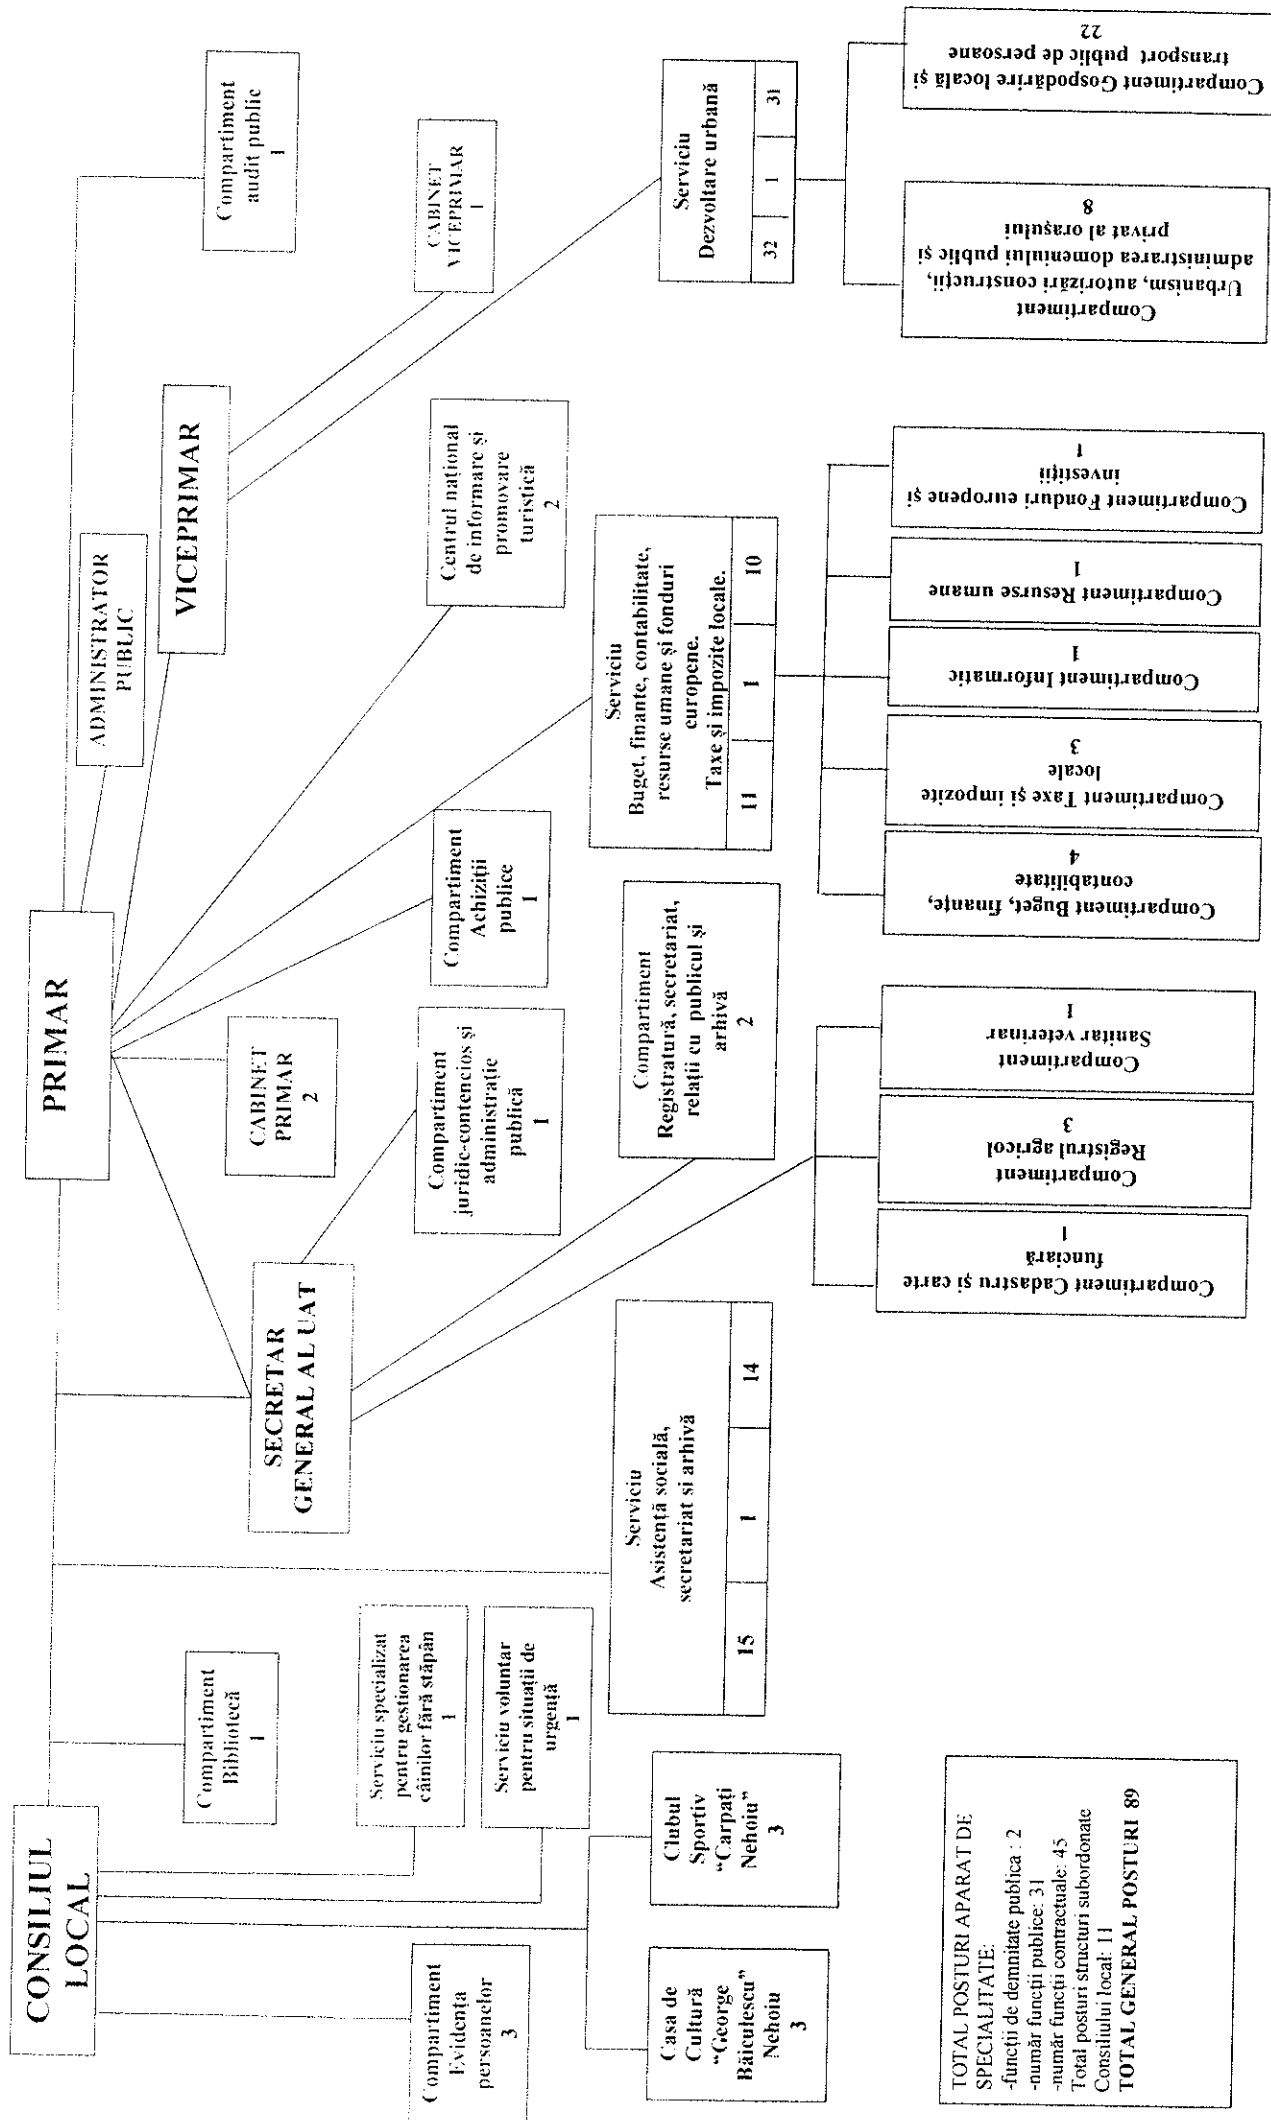 CONSILIUL
LOCAL
PRIMAR
ADMINISTRATOR
PUBLIC
VICEPRIMAR
Compartiment
audit public
1
CABINET
VICEPRIMAR
1
CABINET
PRIMAR
2
SECRETAR
GENERAL AL UAT
Compartiment
Bibliotecă
1
Compartiment
Evidența
persoanelor
3
Serviciu specializat
pentru gestionarea
câinilor fără stăpân
1
Serviciu voluntar
pentru situații de
urgență
1
Compartiment
juridic-contencios și
administrație
publică
1
Compartiment
Achiziții
publice
1
Centrul național
de informare și
promovare
turistică
2
Casa de
Cultură
“George
Băiculescu”
Nehoiu
3
Clubul
Sportiv
“Carpați
Nehoiu”
3
Serviciu
Asistență socială,
secretariat si arhivă
15 1 14
Compartiment
Registratură, secretariat,
relații cu publicul și
arhivă
2
Serviciu
Buget, finante, contabilitate,
resurse umane și fonduri
europene.
Taxe și impozite locale.
11 1 10
Serviciu
Dezvoltare urbană
32 1 31
Compartiment Cadastru și carte
funciară
1
Compartiment
Registrul agricol
3
Compartiment
Sanitar veterinar
1
Compartiment Buget, finanțe,
contabilitate
4
Compartiment Taxe și impozite
locale
3
Compartiment Informatic
1
Compartiment Resurse umane
1
Compartiment Fonduri europene și
investiții
1
Compartiment
Urbanism, autorizări construcții,
administrarea domeniului public și
privat al orașului
8
Compartiment Gospodărire locală și
transport public de persoane
22
TOTAL POSTURI APARAT DE
SPECIALITATE:
-funcții de demnitate publica : 2
-număr funcții publice: 31
-număr funcții contractuale: 45
Total posturi structuri subordonate
Consiliului local: 11
TOTAL GENERAL POSTURI 89